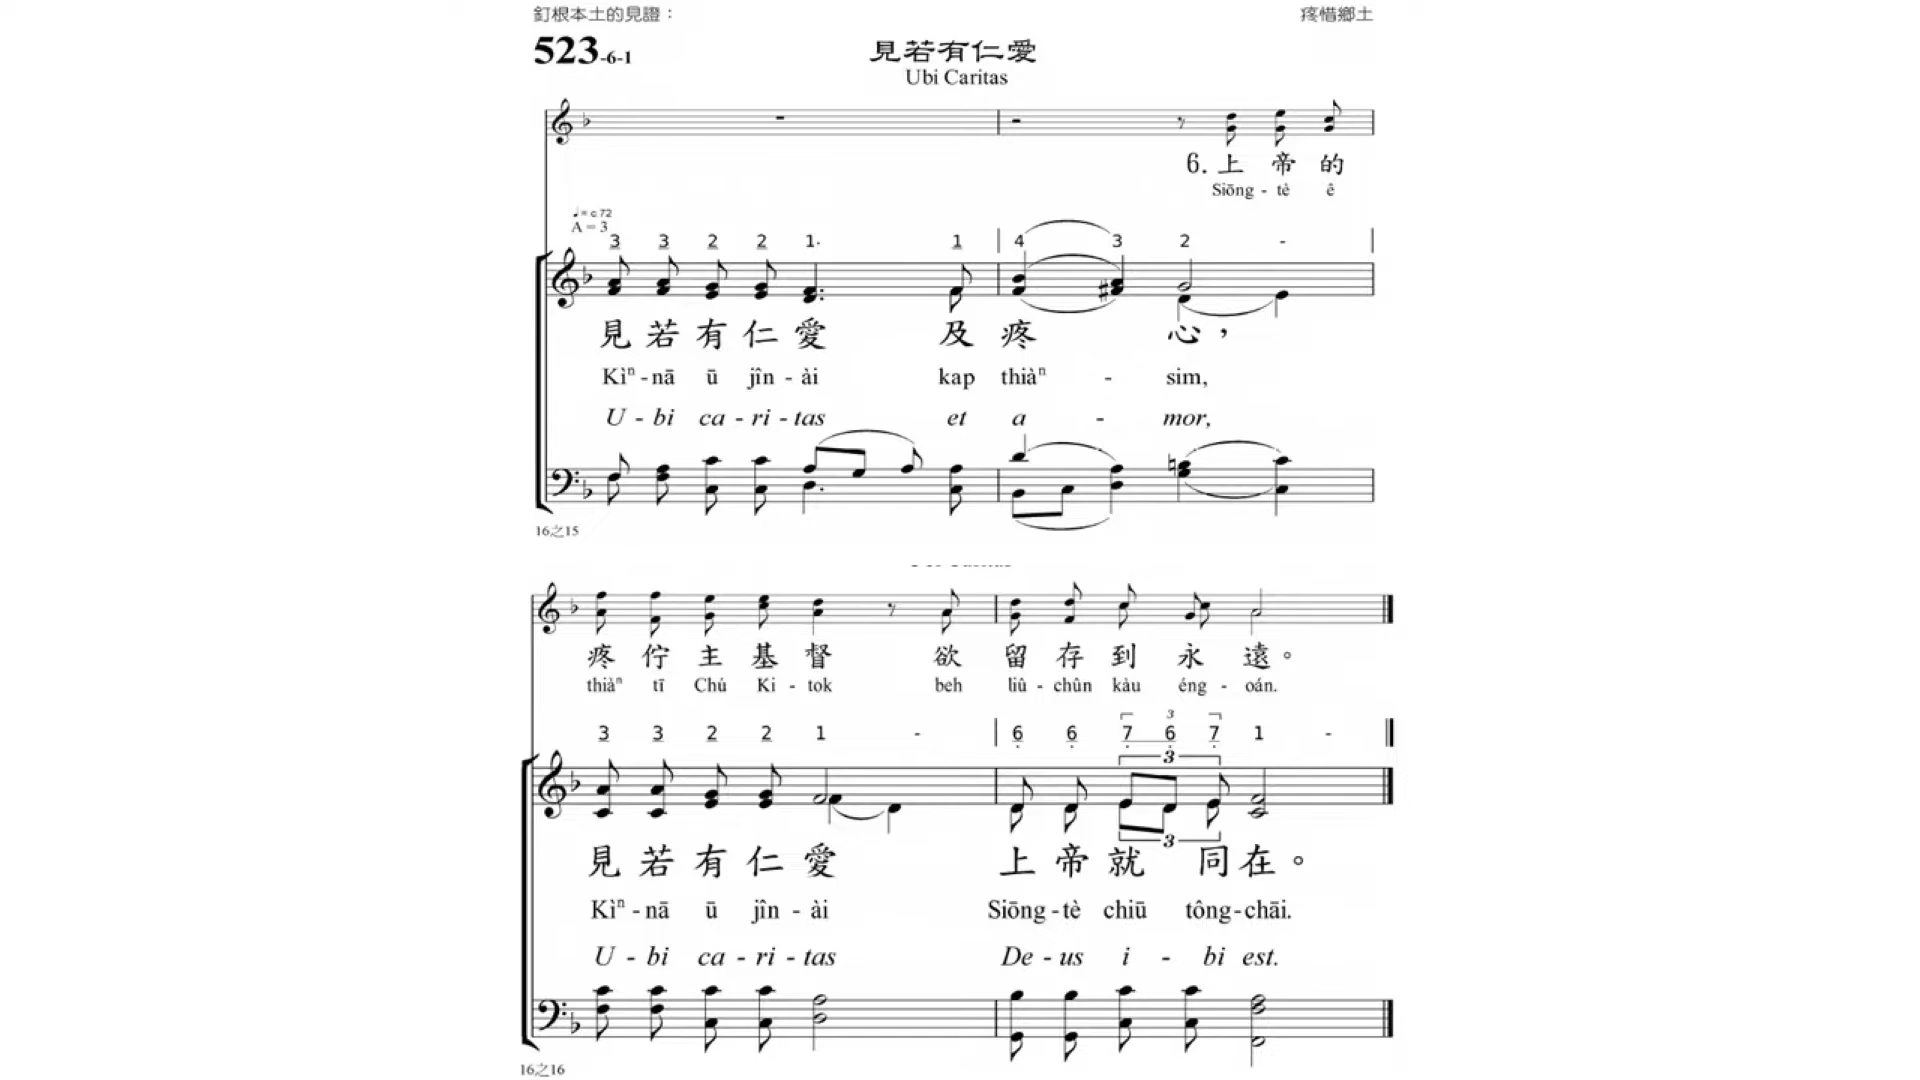 釘根本土的見證： 疼惜鄉土
523-6-1 見若有仁愛
Ubi Caritas
6. 上 帝 的
Siōng - tè ê
♩= c.72
A = 3
3 3 2 2 1· 1 | 4 3 2 - |
見 若 有 仁 愛 及 疼 心，
Kìⁿ - nā ū jîn - ài kap thiàⁿ - sim,
U - bi ca - ri - tas et a - mor,
16之15
疼 佇 主 基 督 欲 留 存 到 永 遠。
thiàⁿ tī Chú Ki - tok beh liû - chûn kàu éng - oán.
3
3 3 2 2 1 - | 6 6 7 6 7 1 - ‖
3
3
見 若 有 仁 愛 上 帝 就 同 在。
Kìⁿ - nā ū jîn - ài Siōng - tè chiū tông - chāi.
U - bi ca - ri - tas De - us i - bi est.
16之16